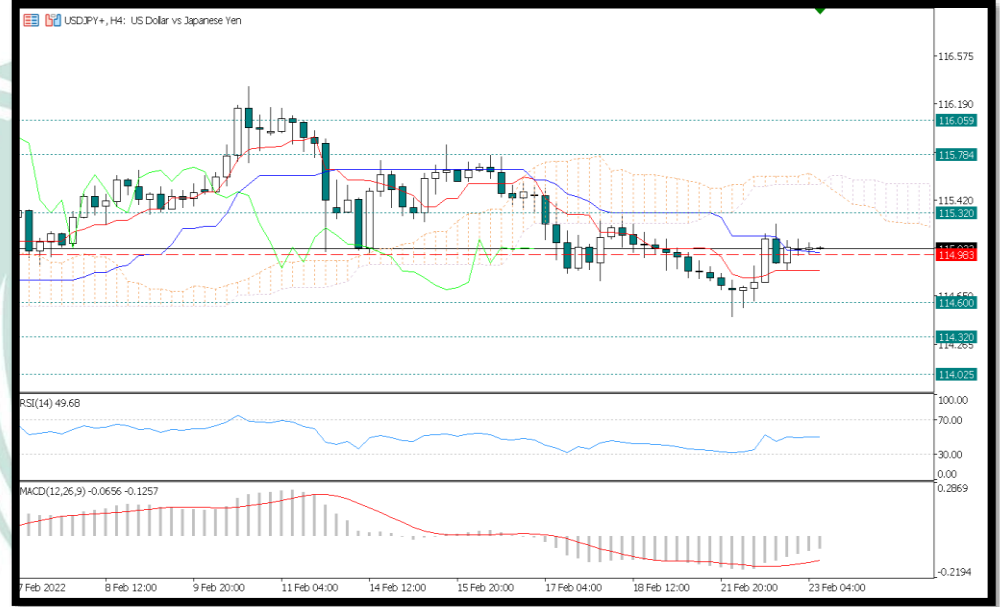 USDJPY+, H4: US Dollar vs Japanese Yen
116.575
116.190
116.059
115.784
115.420
115.320
114.983
114.600
114.320
114.265
114.025
RSI(14) 49.68
100.00
70.00
30.00
0.00
MACD(12,26,9) -0.0656 -0.1257
0.2869
-0.2194
7 Feb 2022
8 Feb 12:00
9 Feb 20:00
11 Feb 04:00
14 Feb 12:00
15 Feb 20:00
17 Feb 04:00
18 Feb 12:00
21 Feb 20:00
23 Feb 04:00